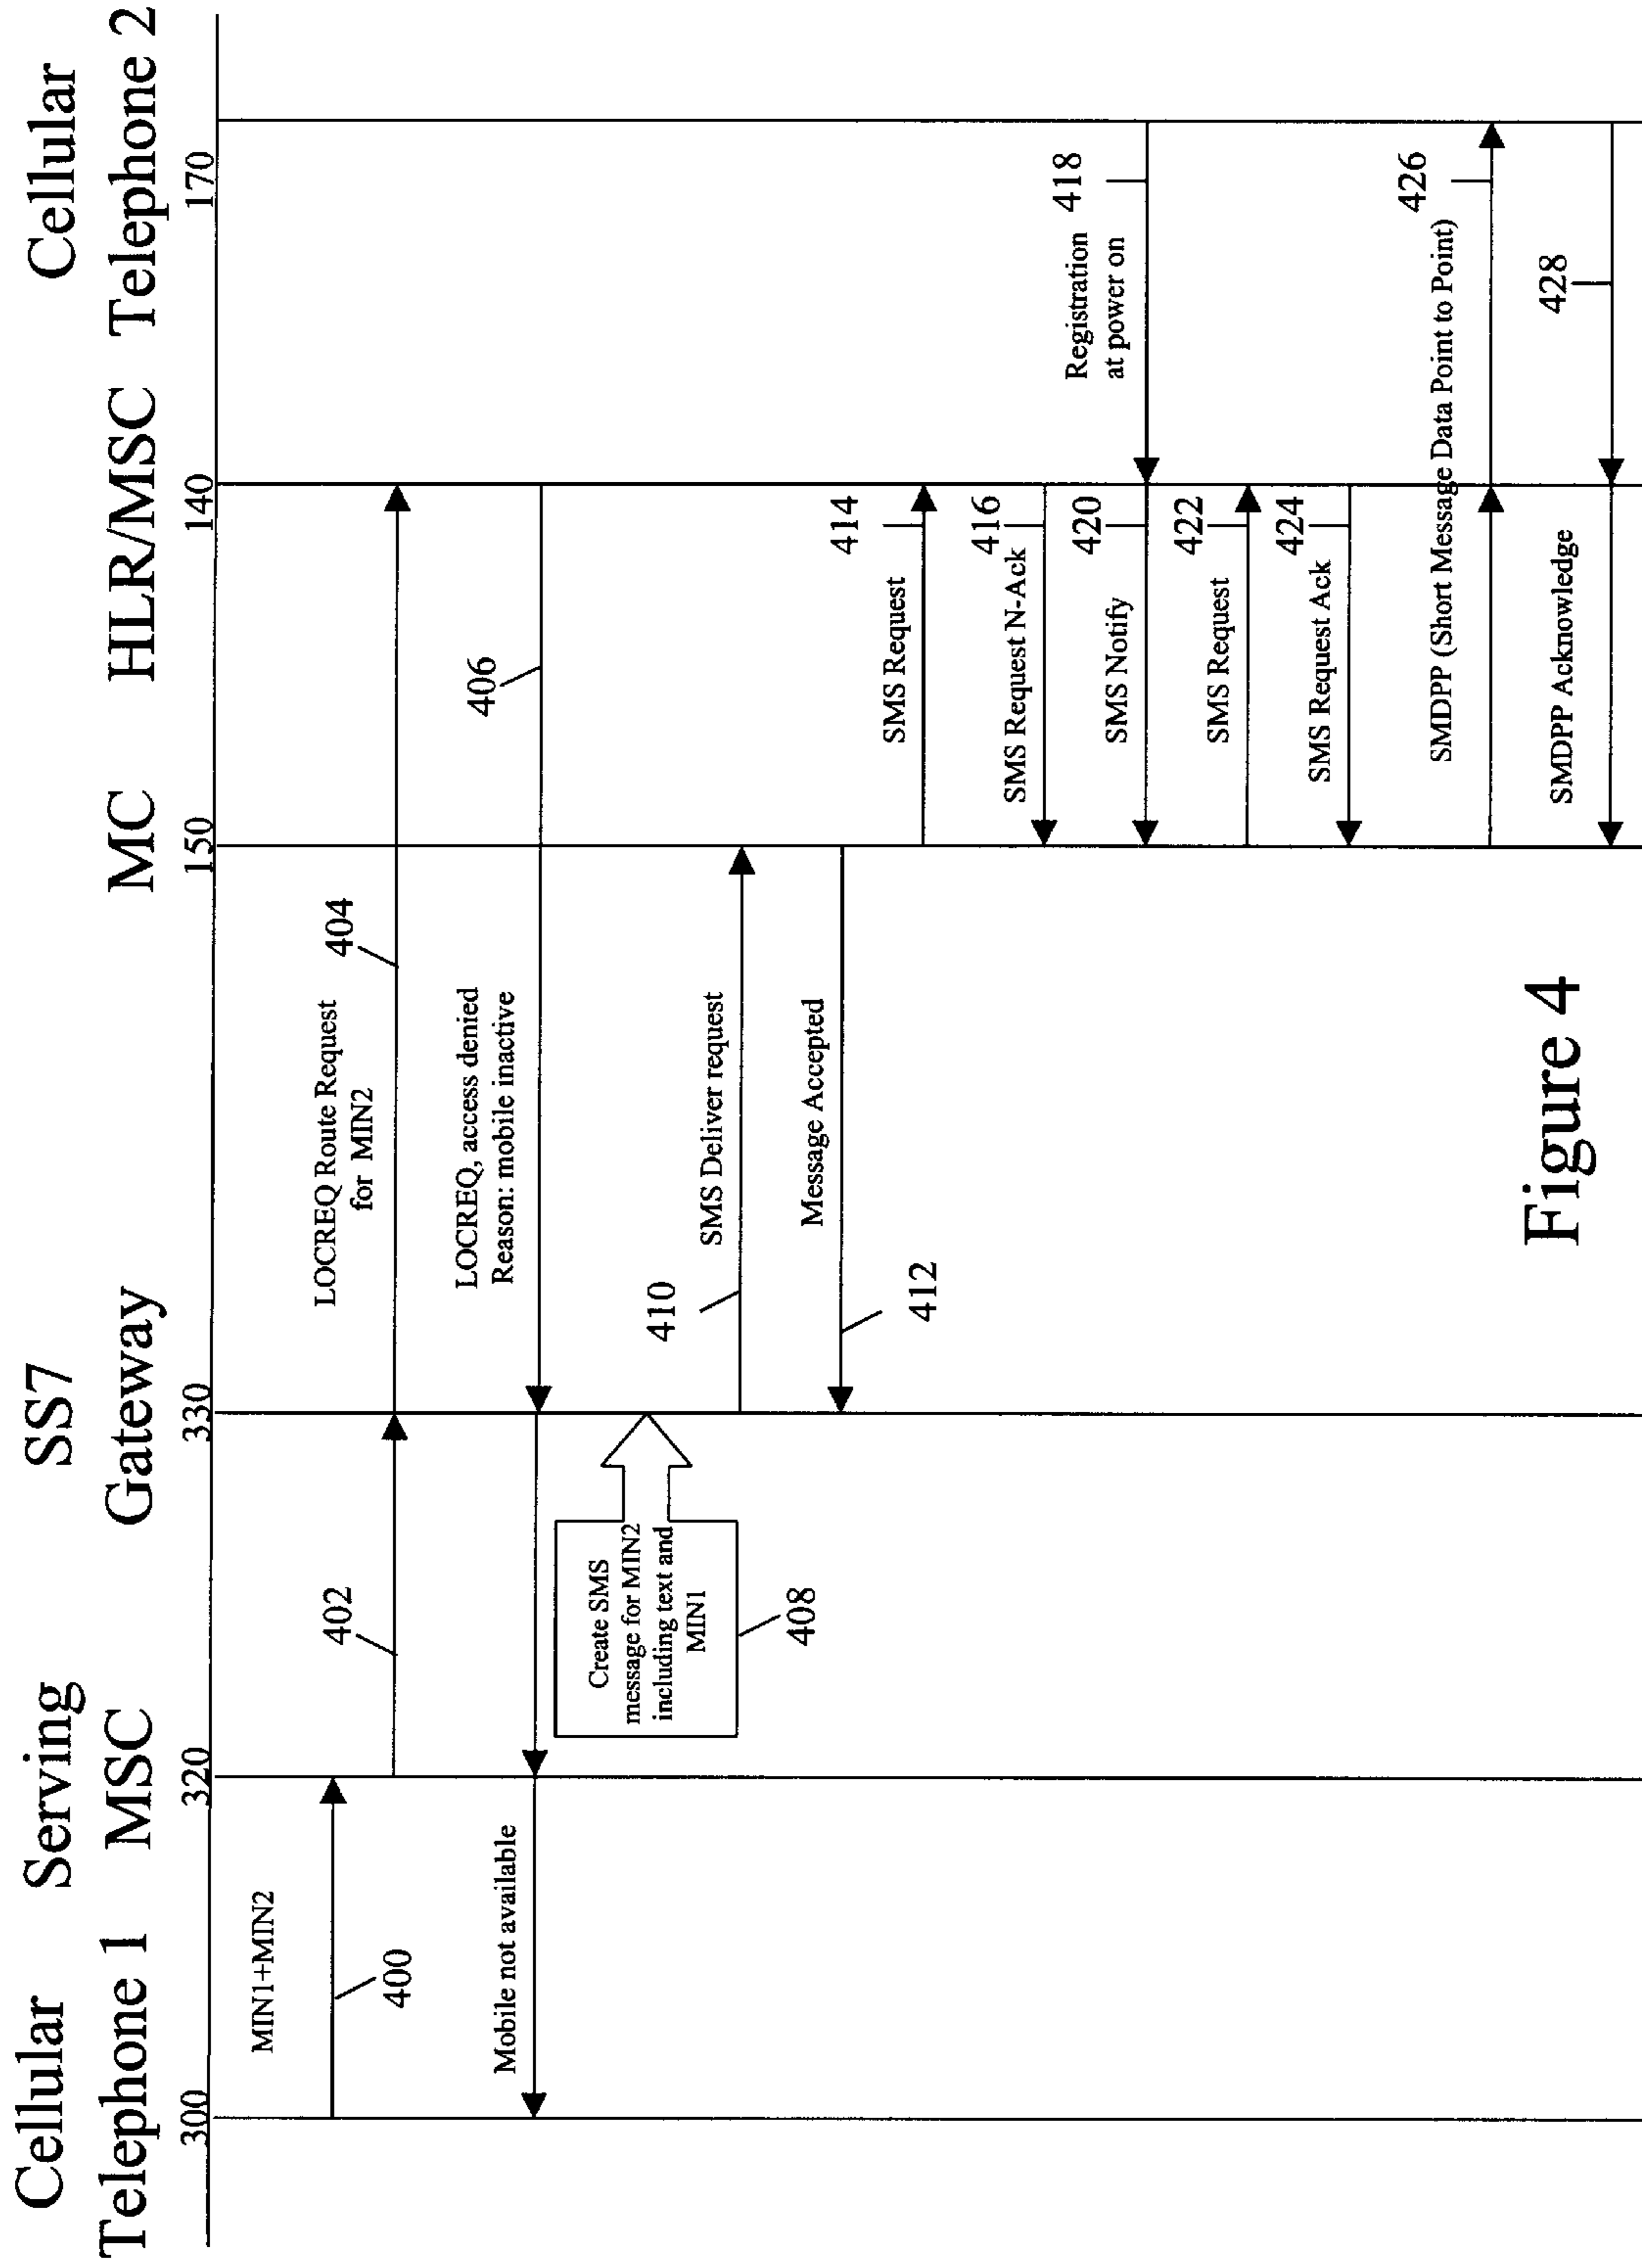 Cellular
Telephone 1
Serving
MSC
SS7
Gateway
MC
HLR/MSC
Cellular
Telephone 2
300
320
330
150
140
170
MIN1+MIN2
400
402
LOCREQ Route Request
for MIN2
404
Mobile not available
LOCREQ, access denied
Reason: mobile inactive
406
Create SMS
message for MIN2
including text and
MIN1
408
410
SMS Deliver request
Message Accepted
412
SMS Request
414
SMS Request N-Ack
416
Registration
at power on
418
SMS Notify
420
SMS Request
422
SMS Request Ack
424
SMDPP (Short Message Data Point to Point)
426
SMDPP Acknowledge
428
Figure 4